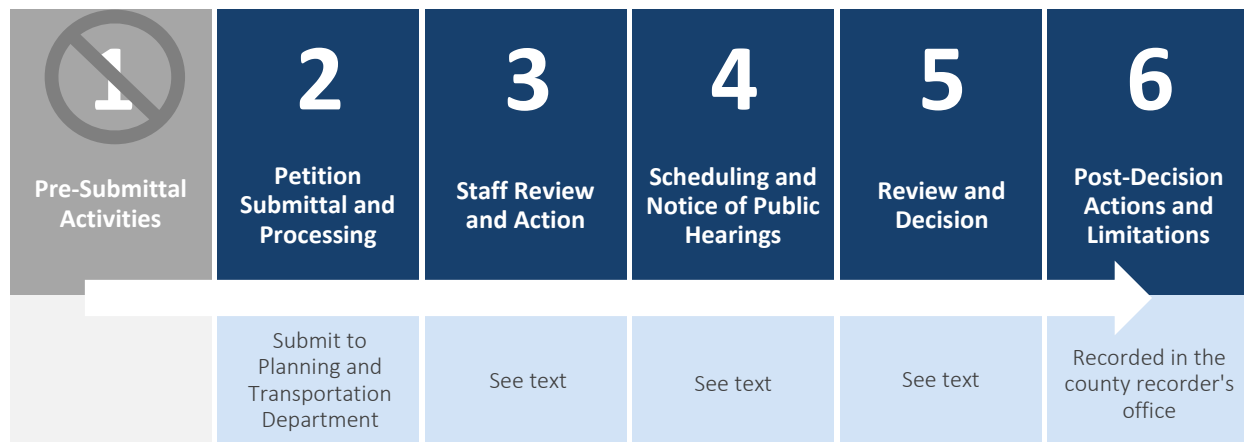 1
Pre-Submittal
Activities
2
Petition
Submittal and
Processing
3
Staff Review
and Action
4
Scheduling and
Notice of Public
Hearings
5
Review and
Decision
6
Post-Decision
Actions and
Limitations
Submit to
Planning and
Transportation
Department
See text
See text
See text
Recorded in the
county recorder's
office